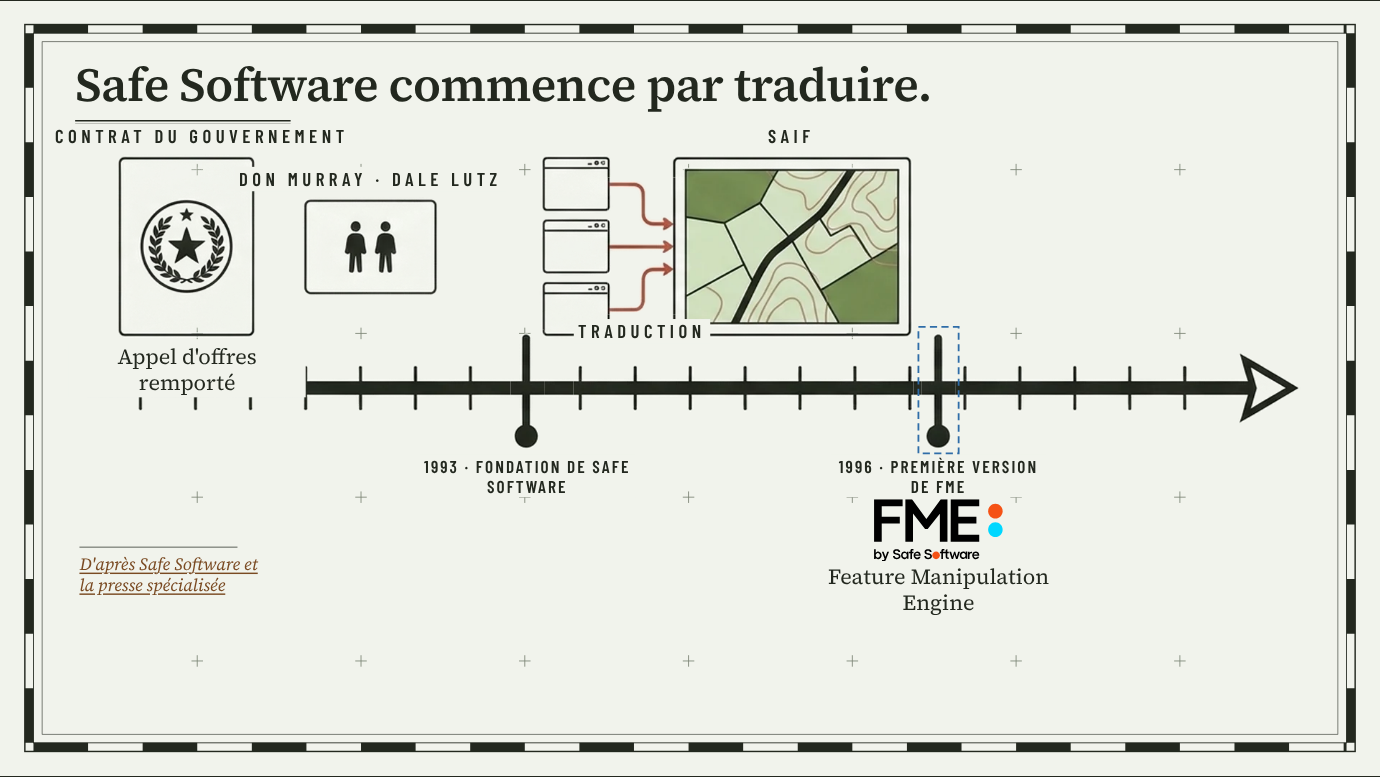 Safe Software commence par traduire.
CONTRAT DU GOUVERNEMENT
SAIF
DON MURRAY · DALE LUTZ
TRADUCTION
Appel d'offres
remporté
1993 · FONDATION DE SAFE
SOFTWARE
1996 · PREMIÈRE VERSION
DE FME
FME
by Safe Software
Feature Manipulation
Engine
D'après Safe Software et
la presse spécialisée